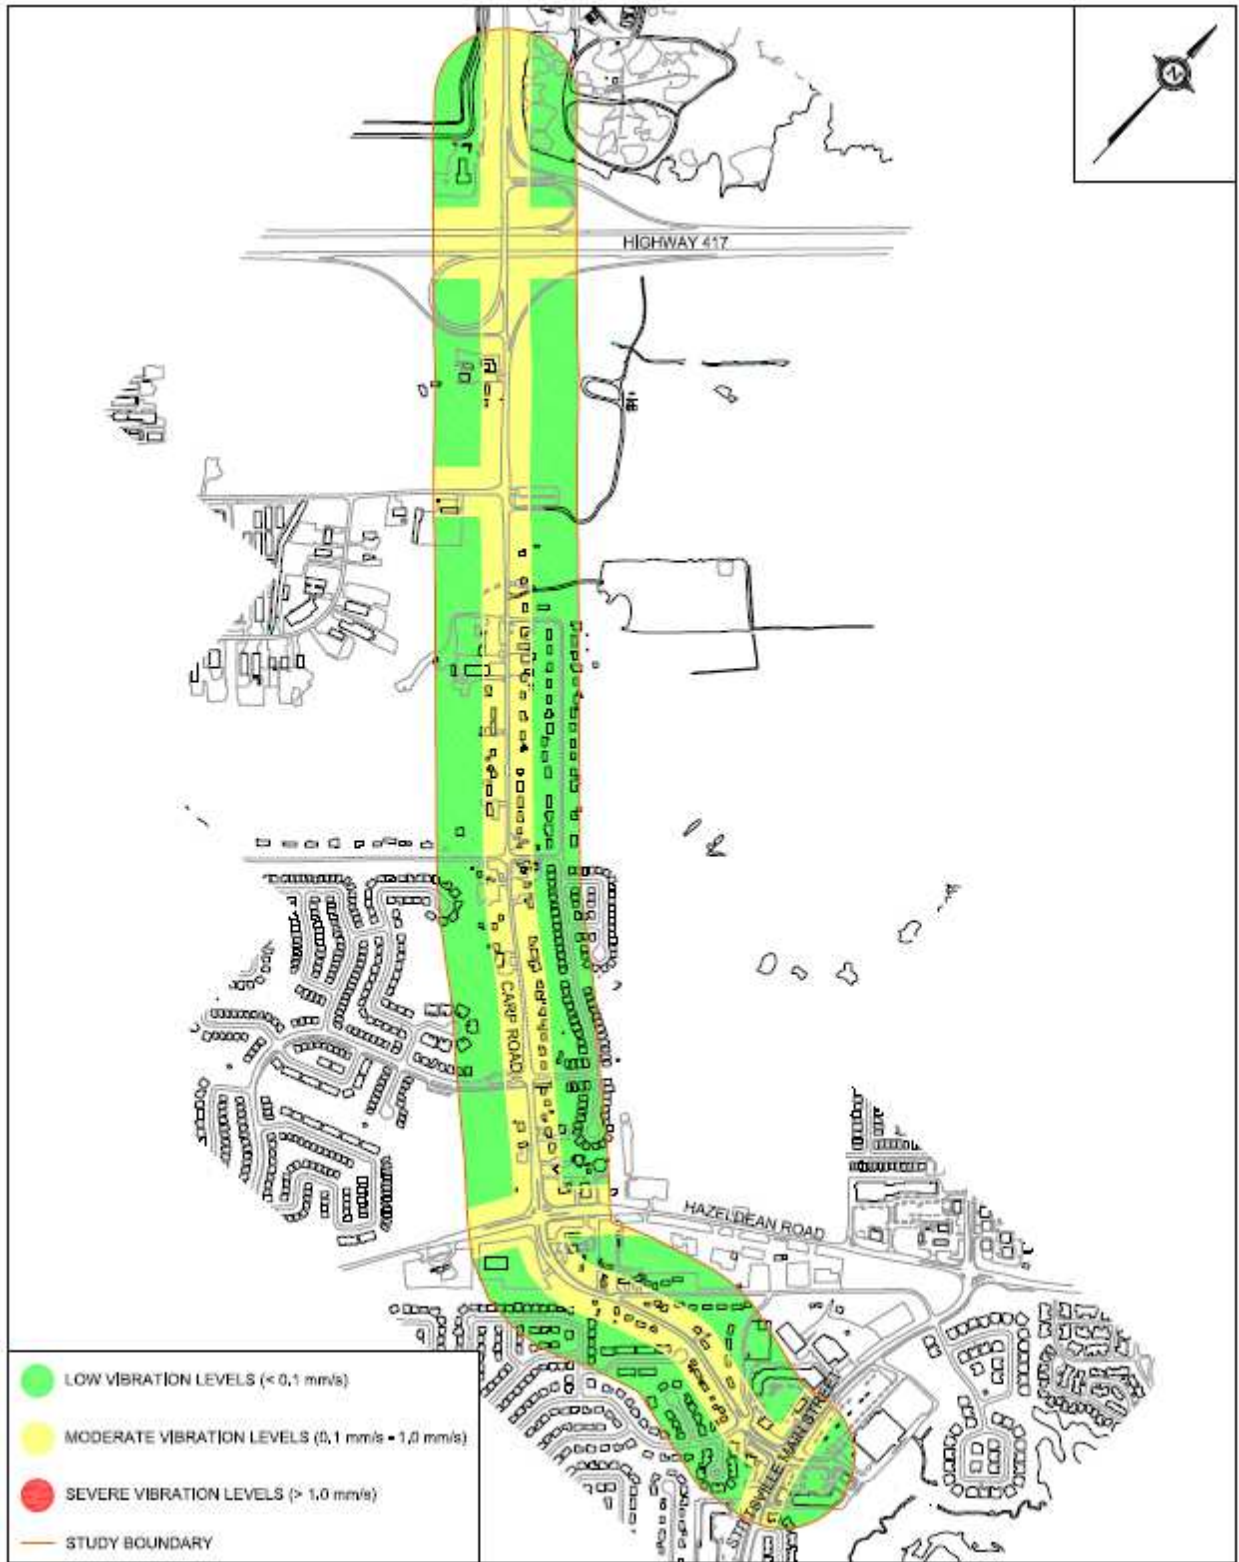 N
HIGHWAY 417
CARP ROAD
HAZELDEAN ROAD
STITTSVILLE MAIN STREET
LOW VIBRATION LEVELS (< 0.1 mm/s)
MODERATE VIBRATION LEVELS (0.1 mm/s - 1.0 mm/s)
SEVERE VIBRATION LEVELS (> 1.0 mm/s)
STUDY BOUNDARY